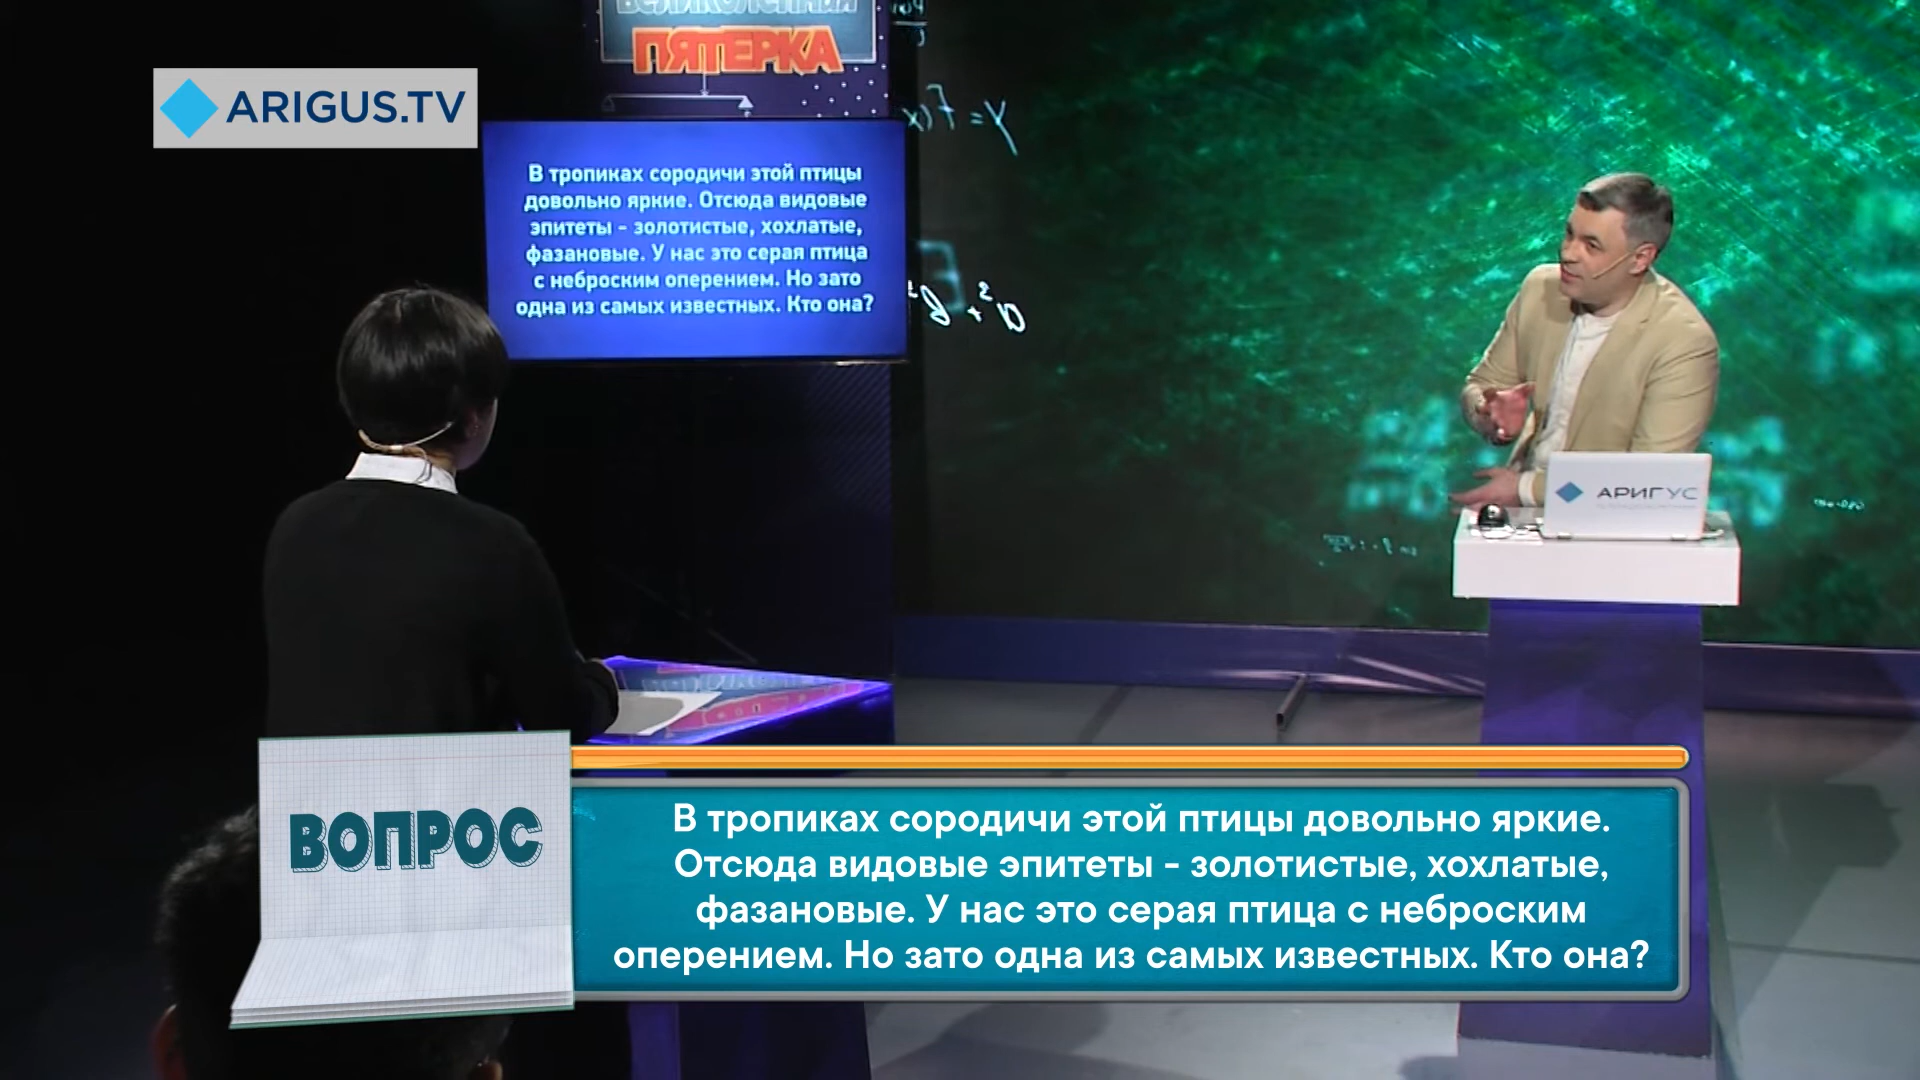 ВЕЛИКОЛЕПНАЯ
ПЯТЕРКА
ARIGUS.TV
В тропиках сородичи этой птицы
довольно яркие. Отсюда видовые
эпитеты - золотистые, хохлатые,
фазановые. У нас это серая птица
с неброским оперением. Но зато
одна из самых известных. Кто она?
АРИГУС
ВОПРОС
В тропиках сородичи этой птицы довольно яркие.
Отсюда видовые эпитеты - золотистые, хохлатые,
фазановые. У нас это серая птица с неброским
оперением. Но зато одна из самых известных. Кто она?